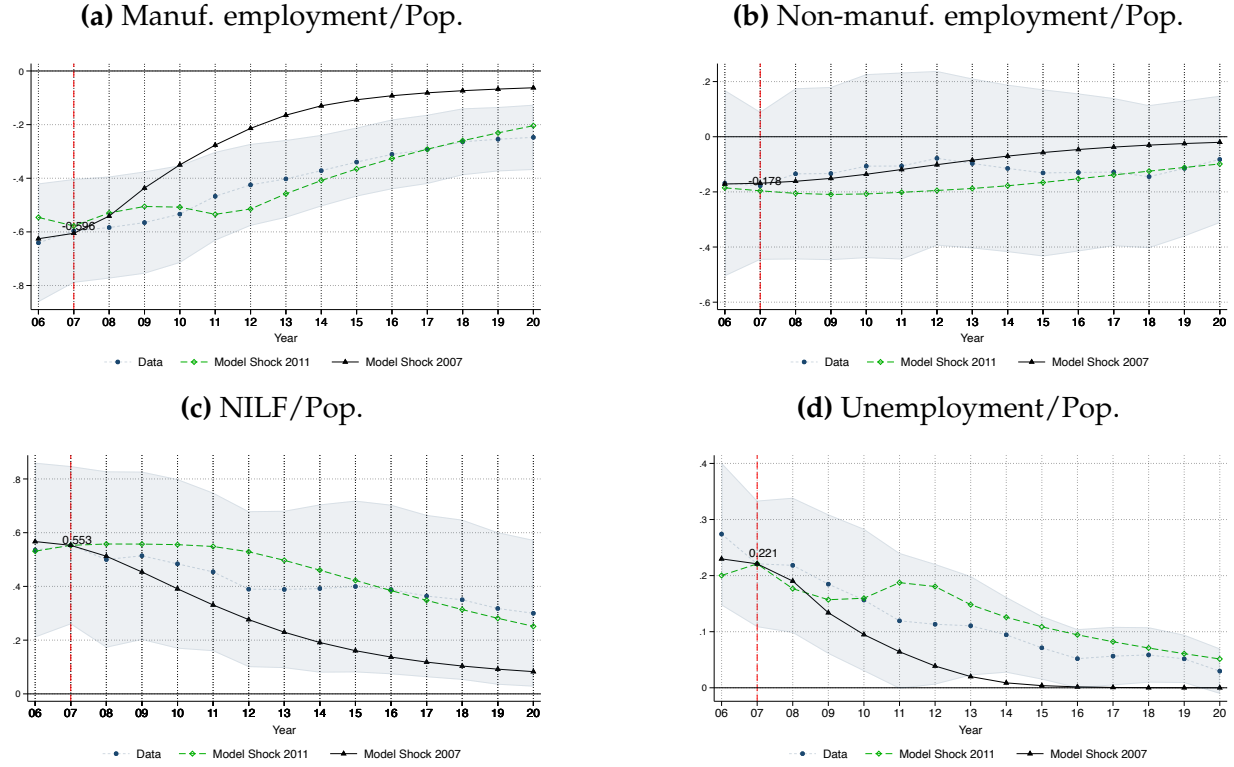 (a) Manuf. employment/Pop.
0
-.2
-.4
-.6
-.8
-0.596
06 07 08 09 10 11 12 13 14 15 16 17 18 19 20
Year
Data Model Shock 2011 Model Shock 2007
(b) Non-manuf. employment/Pop.
.2
0
-.2
-.4
-.6
-0.178
06 07 08 09 10 11 12 13 14 15 16 17 18 19 20
Year
Data Model Shock 2011 Model Shock 2007
(c) NILF/Pop.
.8
.6
.4
.2
0
0.553
06 07 08 09 10 11 12 13 14 15 16 17 18 19 20
Year
Data Model Shock 2011 Model Shock 2007
(d) Unemployment/Pop.
.4
.3
.2
.1
0
0.221
06 07 08 09 10 11 12 13 14 15 16 17 18 19 20
Year
Data Model Shock 2011 Model Shock 2007